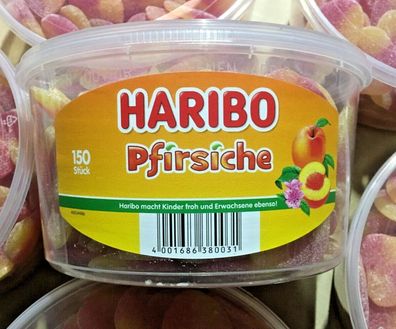 HARIBO
Pfirsiche
150
Stück
Haribo macht Kinder froh und Erwachsene ebenso!
4 001686 380031